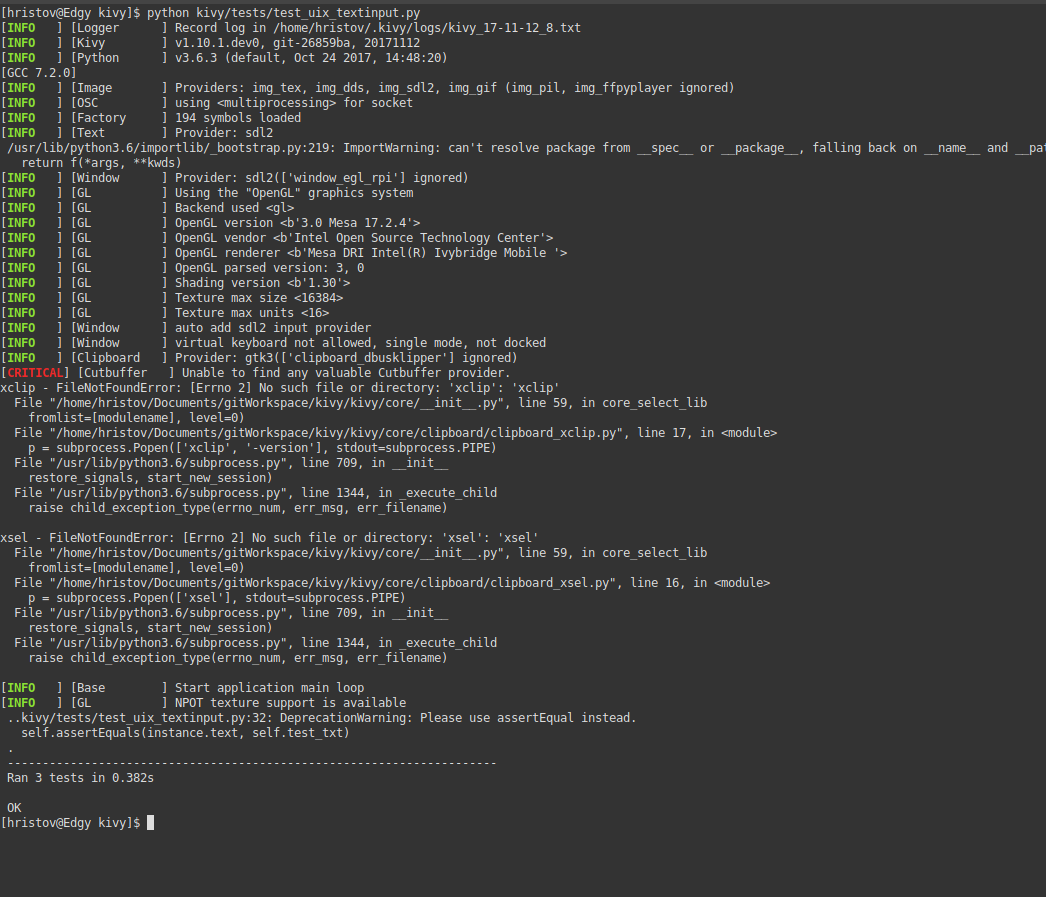 [hristov@Edgy kivy]$ python kivy/tests/test_uix_textinput.py
[INFO   ] [Logger      ] Record log in /home/hristov/.kivy/logs/kivy_17-11-12_8.txt
[INFO   ] [Kivy        ] v1.10.1.dev0, git-26859ba, 20171112
[INFO   ] [Python      ] v3.6.3 (default, Oct 24 2017, 14:48:20)
[GCC 7.2.0]
[INFO   ] [Image       ] Providers: img_tex, img_dds, img_sdl2, img_gif (img_pil, img_ffpyplayer ignored)
[INFO   ] [OSC         ] using <multiprocessing> for socket
[INFO   ] [Factory     ] 194 symbols loaded
[INFO   ] [Text        ] Provider: sdl2
 /usr/lib/python3.6/importlib/_bootstrap.py:219: ImportWarning: can't resolve package from __spec__ or __package__, falling back on __name__ and __pat
   return f(*args, **kwds)
[INFO   ] [Window      ] Provider: sdl2(['window_egl_rpi'] ignored)
[INFO   ] [GL          ] Using the "OpenGL" graphics system
[INFO   ] [GL          ] Backend used <gl>
[INFO   ] [GL          ] OpenGL version <b'3.0 Mesa 17.2.4'>
[INFO   ] [GL          ] OpenGL vendor <b'Intel Open Source Technology Center'>
[INFO   ] [GL          ] OpenGL renderer <b'Mesa DRI Intel(R) Ivybridge Mobile '>
[INFO   ] [GL          ] OpenGL parsed version: 3, 0
[INFO   ] [GL          ] Shading version <b'1.30'>
[INFO   ] [GL          ] Texture max size <16384>
[INFO   ] [GL          ] Texture max units <16>
[INFO   ] [Window      ] auto add sdl2 input provider
[INFO   ] [Window      ] virtual keyboard not allowed, single mode, not docked
[INFO   ] [Clipboard   ] Provider: gtk3(['clipboard_dbusklipper'] ignored)
[CRITICAL] [Cutbuffer   ] Unable to find any valuable Cutbuffer provider.
xclip - FileNotFoundError: [Errno 2] No such file or directory: 'xclip': 'xclip'
  File "/home/hristov/Documents/gitWorkspace/kivy/kivy/core/__init__.py", line 59, in core_select_lib
    fromlist=[modulename], level=0)
  File "/home/hristov/Documents/gitWorkspace/kivy/kivy/core/clipboard/clipboard_xclip.py", line 17, in <module>
    p = subprocess.Popen(['xclip', '-version'], stdout=subprocess.PIPE)
  File "/usr/lib/python3.6/subprocess.py", line 709, in __init__
    restore_signals, start_new_session)
  File "/usr/lib/python3.6/subprocess.py", line 1344, in _execute_child
    raise child_exception_type(errno_num, err_msg, err_filename)

xsel - FileNotFoundError: [Errno 2] No such file or directory: 'xsel': 'xsel'
  File "/home/hristov/Documents/gitWorkspace/kivy/kivy/core/__init__.py", line 59, in core_select_lib
    fromlist=[modulename], level=0)
  File "/home/hristov/Documents/gitWorkspace/kivy/kivy/core/clipboard/clipboard_xsel.py", line 16, in <module>
    p = subprocess.Popen(['xsel'], stdout=subprocess.PIPE)
  File "/usr/lib/python3.6/subprocess.py", line 709, in __init__
    restore_signals, start_new_session)
  File "/usr/lib/python3.6/subprocess.py", line 1344, in _execute_child
    raise child_exception_type(errno_num, err_msg, err_filename)

[INFO   ] [Base        ] Start application main loop
[INFO   ] [GL          ] NPOT texture support is available
 ..kivy/tests/test_uix_textinput.py:32: DeprecationWarning: Please use assertEqual instead.
   self.assertEquals(instance.text, self.test_txt)
 .
 ----------------------------------------------------------------------
 Ran 3 tests in 0.382s

 OK
[hristov@Edgy kivy]$